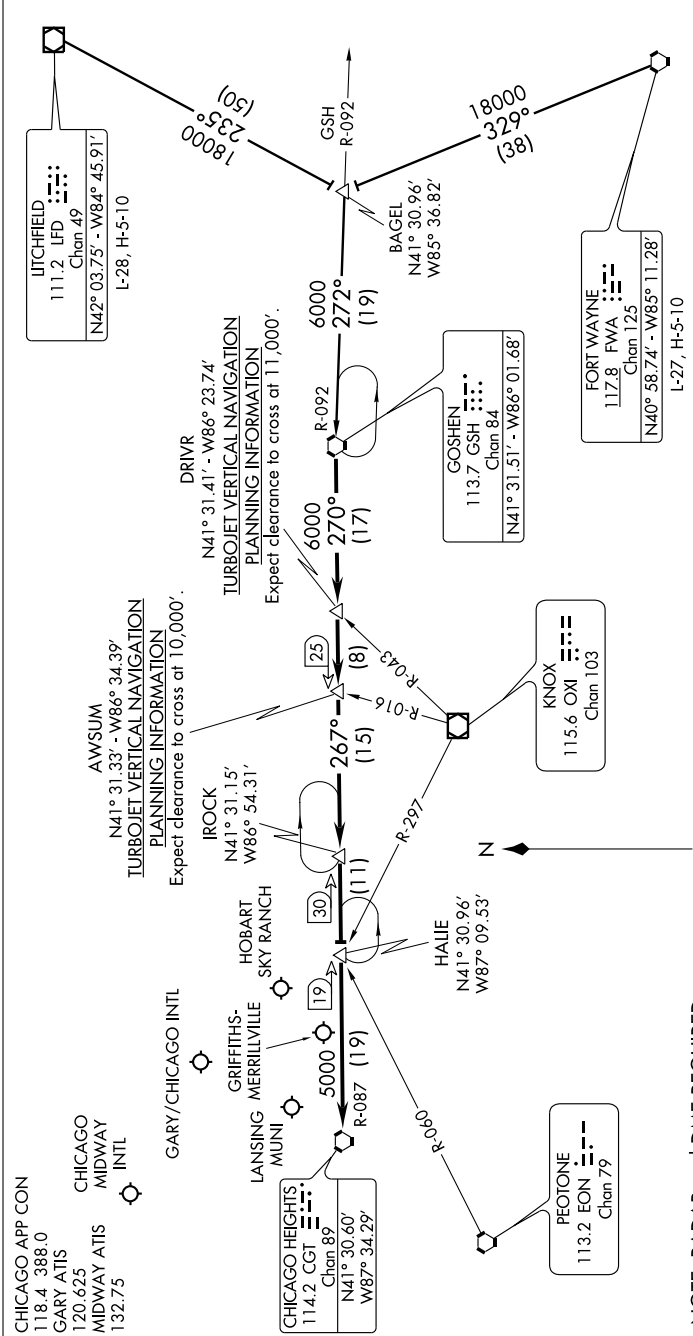 CHICAGO APP CON
118.4 388.0
GARY ATIS
120.625
MIDWAY ATIS
132.75
CHICAGO
MIDWAY
INTL
GARY/CHICAGO INTL
LANSING
MUNI
GRIFFITHS-
MERRILLVILLE
HOBART
SKY RANCH
CHICAGO HEIGHTS
114.2 CGT
Chan 89
N41° 30.60'
W87° 34.29'
R-087
5000
(19)
19
HALIE
N41° 30.96'
W87° 09.53'
30
(11)
IROCK
N41° 31.15'
W86° 54.31'
267°
(15)
AWSUM
N41° 31.33' - W86° 34.39'
TURBOJET VERTICAL NAVIGATION
PLANNING INFORMATION
Expect clearance to cross at 10,000'.
25
(8)
DRIVR
N41° 31.41' - W86° 23.74'
TURBOJET VERTICAL NAVIGATION
PLANNING INFORMATION
Expect clearance to cross at 11,000'.
6000
270°
(17)
R-092
GOSHEN
113.7 GSH
Chan 84
N41° 31.51' - W86° 01.68'
6000
272°
(19)
BAGEL
N41° 30.96'
W85° 36.82'
GSH
R-092
18000
235°
(50)
LITCHFIELD
111.2 LFD
Chan 49
N42° 03.75' - W84° 45.91'
L-28, H-5-10
18000
329°
(38)
FORT WAYNE
117.8 FWA
Chan 125
N40° 58.74' - W85° 11.28'
L-27, H-5-10
R-043
R-016
R-297
KNOX
115.6 OXI
Chan 103
N
R-060
PEOTONE
113.2 EON
Chan 79